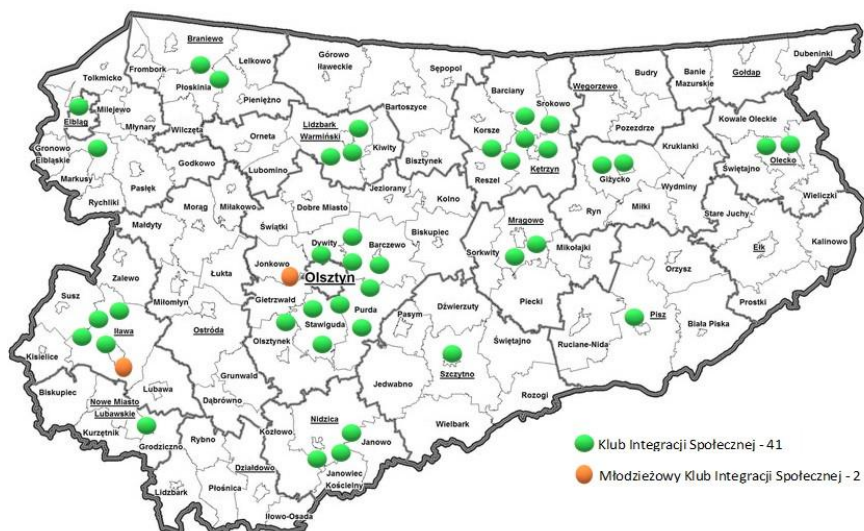 Braniewo
Frombork
Lelkowo
Płoskinia
Pieniężno
Tolkmicko
Milejewo
Elbląg
Młynary
Wilczęta
Gronowo
Elbląskie
Markusy
Pasłęk
Godkowo
Rychliki
Górowo
Iławeckie
Sępopol
Bartoszyce
Bisztynek
Orneta
Lidzbark
Warmiński
Kiwity
Lubomino
Barciany
Srokowo
Korsze
Reszel
Kętrzyn
Węgorzewo
Budry
Pozezdrze
Banie
Mazurskie
Gołdap
Dubeninki
Kowale Oleckie
Olecko
Świętajno
Wieliczki
Kruklanki
Giżycko
Wydminy
Ryn
Miłki
Stare Juchy
Ełk
Kalinowo
Prostki
Małdyty
Morąg
Miłakowo
Łukta
Miłomłyn
Ostróda
Grunwald
Dąbrówno
Świątki
Dobre Miasto
Jeziorany
Kolno
Biskupiec
Dywity
Barczewo
Jonkowo
Olsztyn
Gietrzwałd
Stawiguda
Purda
Olsztynek
Mrągowo
Sorkwity
Mikołajki
Piecki
Orzysz
Pisz
Biała Piska
Ruciane-Nida
Dźwierzuty
Pasym
Szczytno
Świętajno
Jedwabno
Rozogi
Wielbark
Zalewo
Susz
Iława
Kisielice
Lubawa
Biskupiec
Nowe Miasto
Lubawskie
Kurzętnik
Grodziczno
Rybno
Działdowo
Lidzbark
Płośnica
Iłowo-Osada
Kozłowo
Nidzica
Janowo
Janowiec
Kościelny
Klub Integracji Społecznej - 41
Młodzieżowy Klub Integracji Społecznej - 2